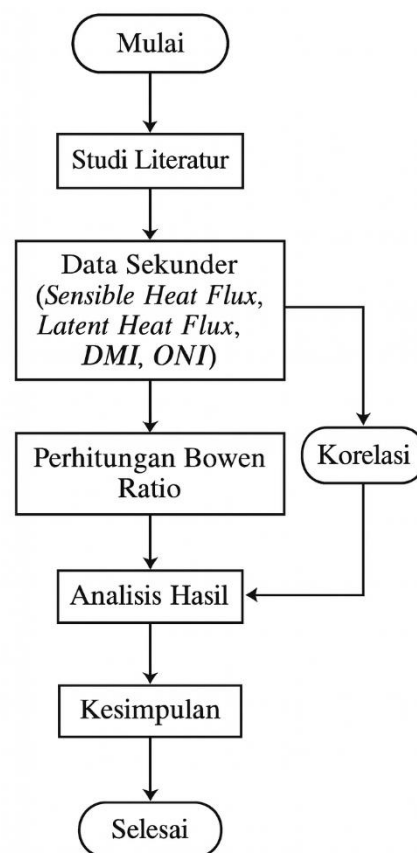 Mulai
Studi Literatur
Data Sekunder
(Sensible Heat Flux,
Latent Heat Flux,
DMI, ONI)
Perhitungan Bowen
Ratio
Korelasi
Analisis Hasil
Kesimpulan
Selesai